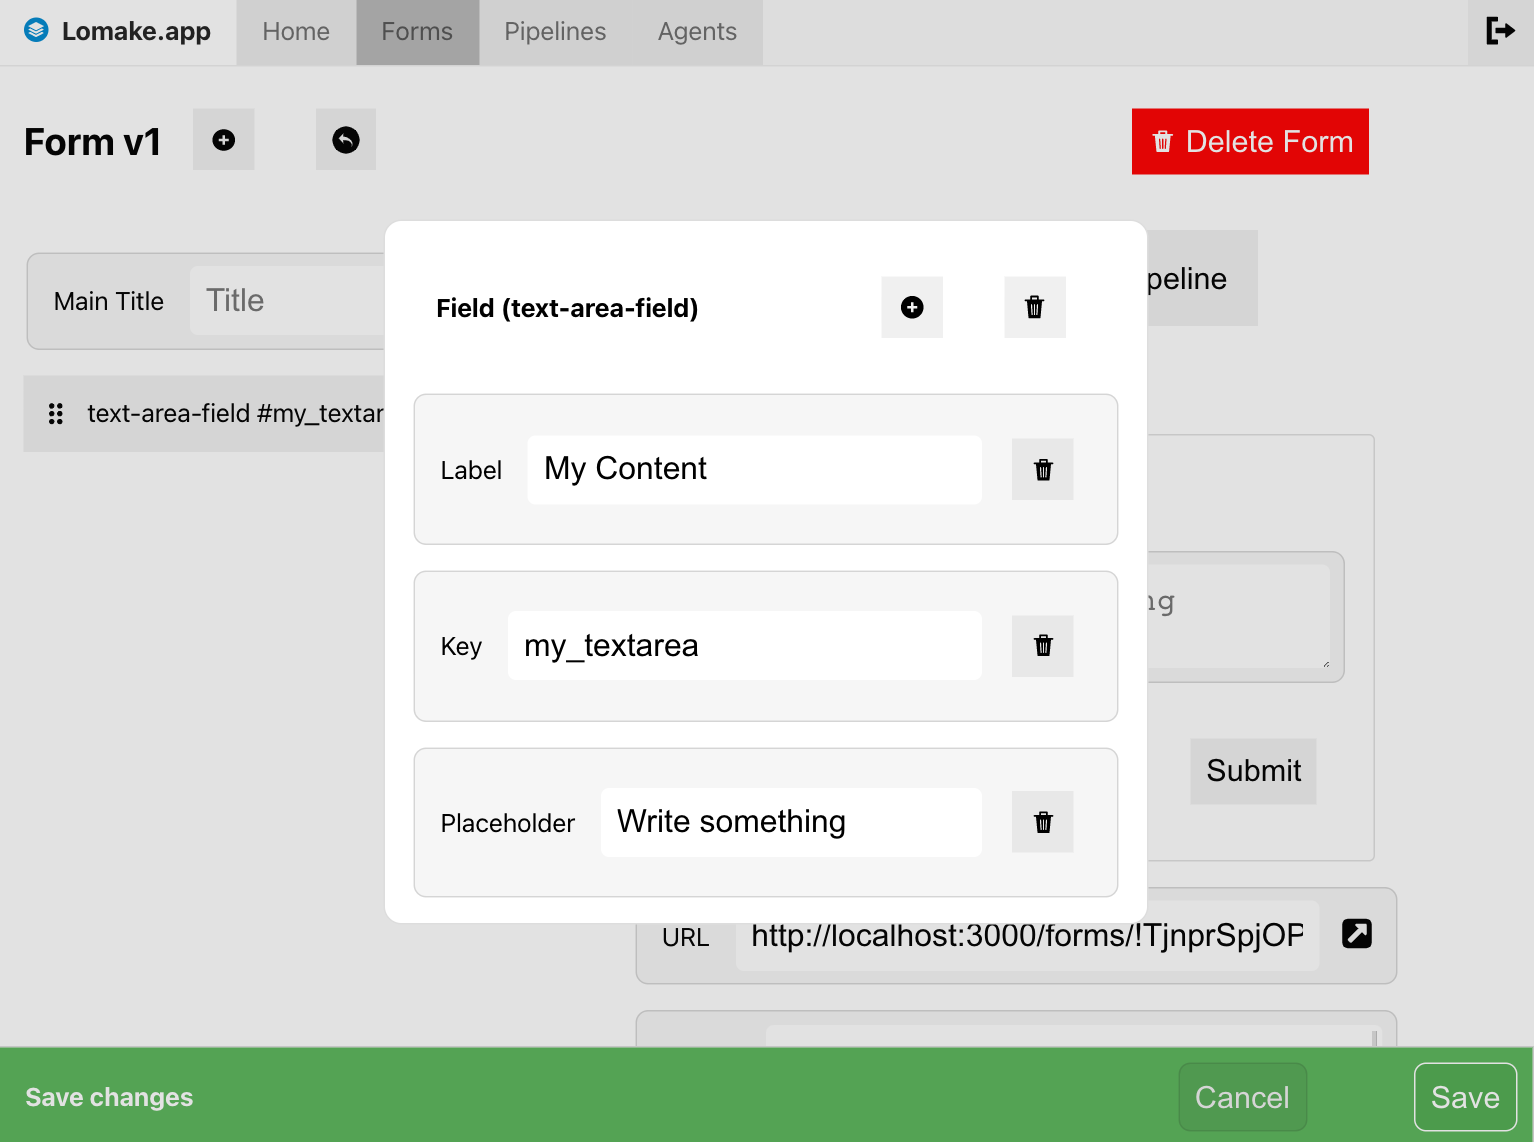 Lomake.app
Home
Forms
Pipelines
Agents
Form v1
Delete Form
Main Title
Title
peline
text-area-field #my_textar
Field (text-area-field)
Label
My Content
Key
my_textarea
ng
Submit
Placeholder
Write something
URL
http://localhost:3000/forms/!TjnprSpjOP
Save changes
Cancel
Save